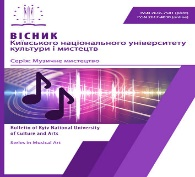 ВІСНИК
Київського національного університету
культури і мистецтв
Серія: Музичне мистецтво
Bulletin of Kyiv National University
of Culture and Arts
Series in Musical Art